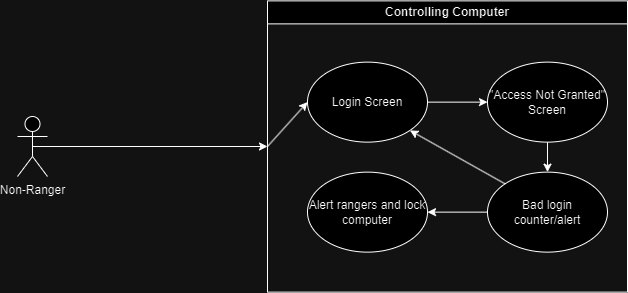 Controlling Computer
Login Screen
"Access Not Granted"
Screen
Non-Ranger
Alert rangers and lock
computer
Bad login
counter/alert